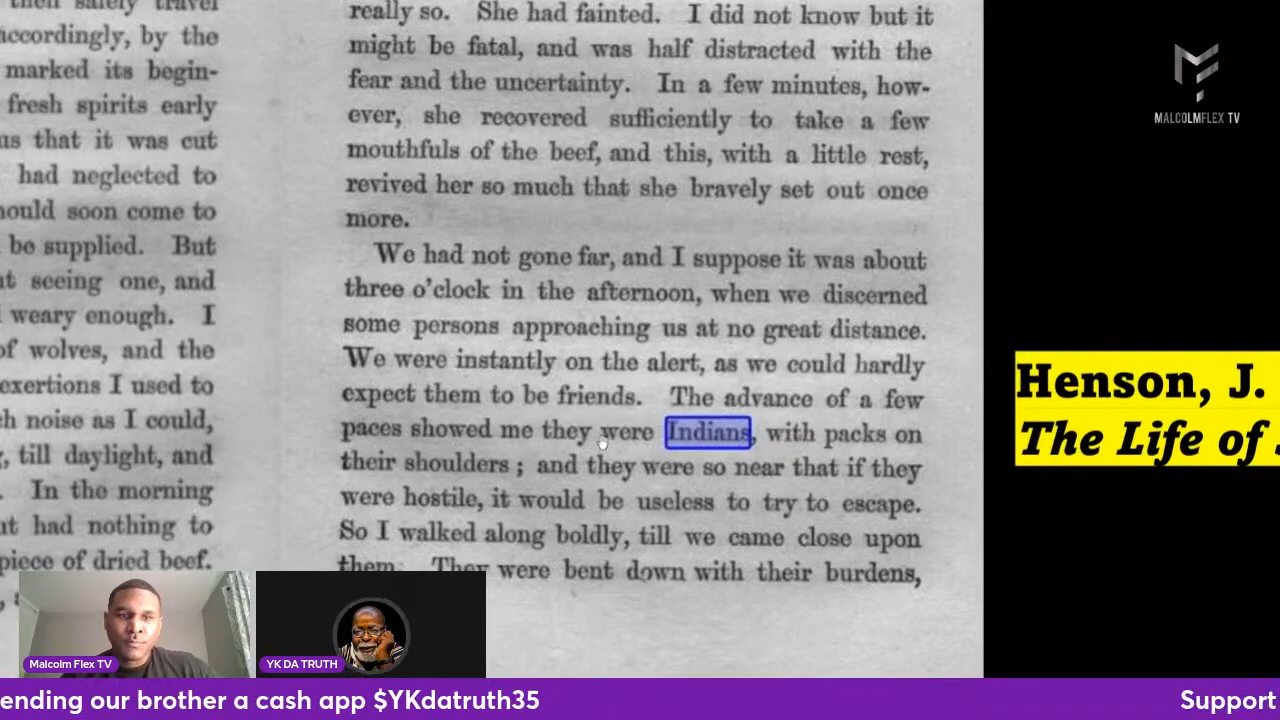 then safely travel
accordingly, by the
marked its begin-
fresh spirits early
as that it was cut
had neglected to
ould soon come to
be supplied. But
t seeing one, and
weary enough. I
of wolves, and the
exertions I used to
h noise as I could,
, till daylight, and
. In the morning
ut had nothing to
piece of dried beef.
really so. She had fainted. I did not know but it
might be fatal, and was half distracted with the
fear and the uncertainty. In a few minutes, how-
ever, she recovered sufficiently to take a few
mouthfuls of the beef, and this, with a little rest,
revived her so much that she bravely set out once
more.
We had not gone far, and I suppose it was about
three o'clock in the afternoon, when we discerned
some persons approaching us at no great distance.
We were instantly on the alert, as we could hardly
expect them to be friends. The advance of a few
paces showed me they were Indians, with packs on
their shoulders ; and they were so near that if they
were hostile, it would be useless to try to escape.
So I walked along boldly, till we came close upon
them. They were bent down with their burdens,
MALCOLMFLEX TV
Henson, J.
The Life of
Malcolm Flex TV
YK DA TRUTH
ending our brother a cash app $YKdatruth35
Support